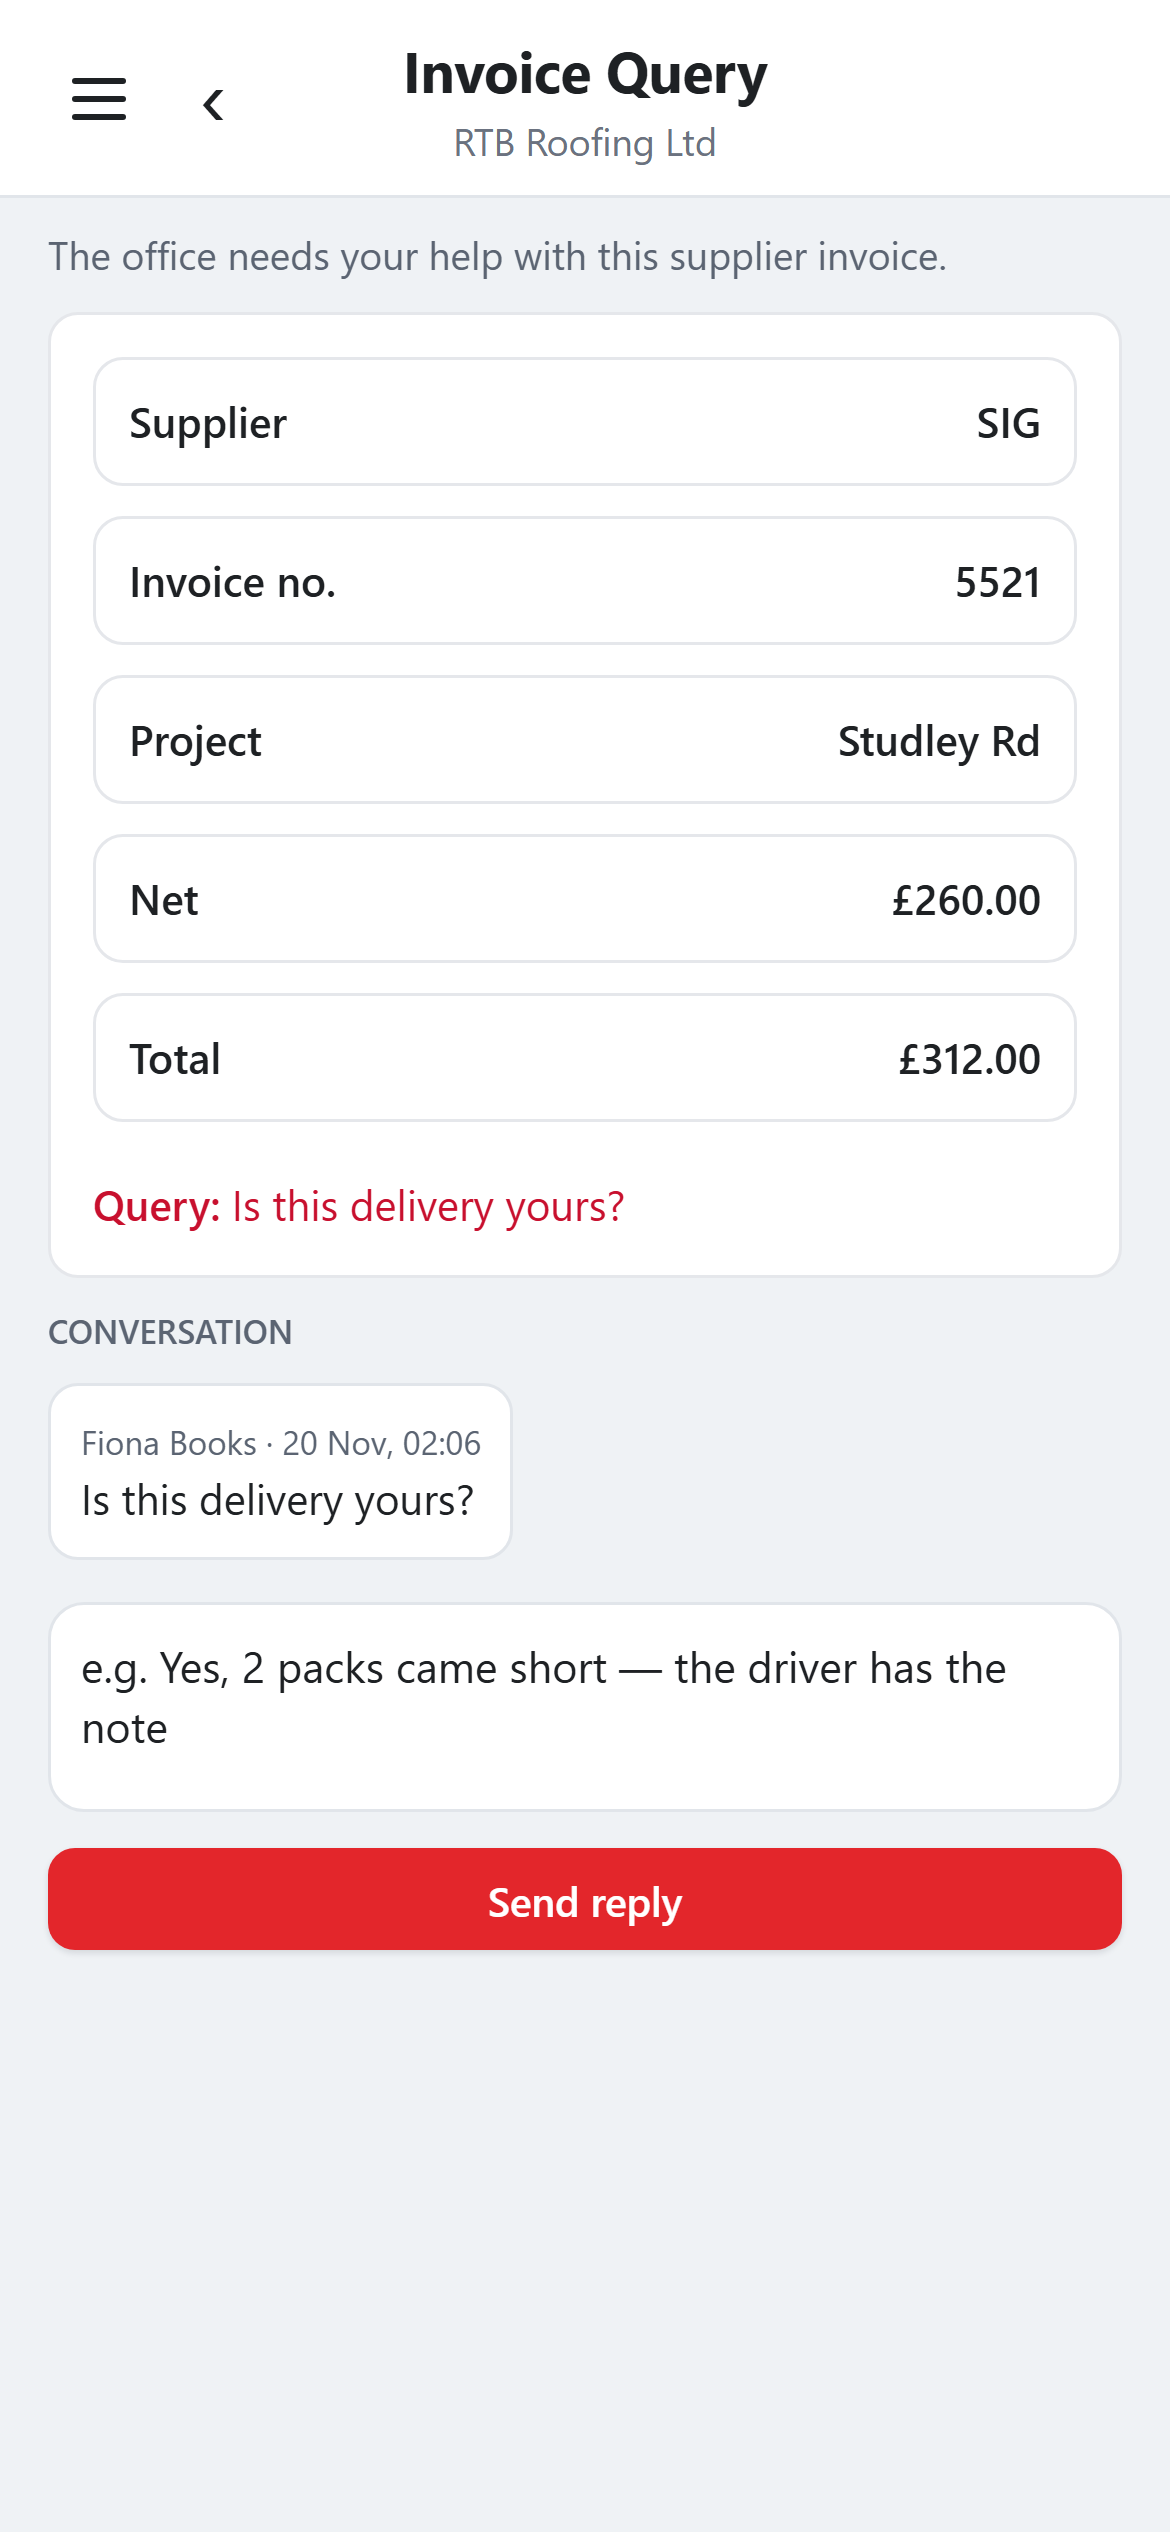 Invoice Query
RTB Roofing Ltd
The office needs your help with this supplier invoice.
Supplier SIG
Invoice no. 5521
Project Studley Rd
Net £260.00
Total £312.00
Query: Is this delivery yours?
CONVERSATION
Fiona Books · 20 Nov, 02:06
Is this delivery yours?
e.g. Yes, 2 packs came short — the driver has the
note
Send reply